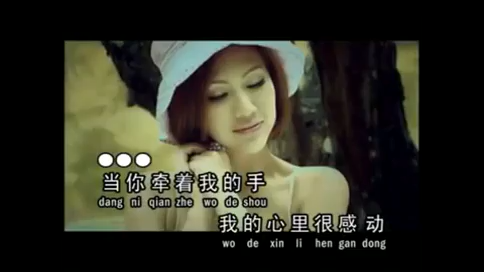 当你牵着我的手
dang ni qian zhe wo de shou
我的心里很感动
wo de xin li hen gan dong